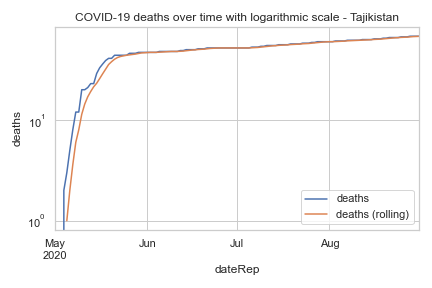 COVID-19 deaths over time with logarithmic scale - Tajikistan
deaths
10¹
10⁰
deaths
deaths (rolling)
May
2020
Jun
Jul
Aug
dateRep